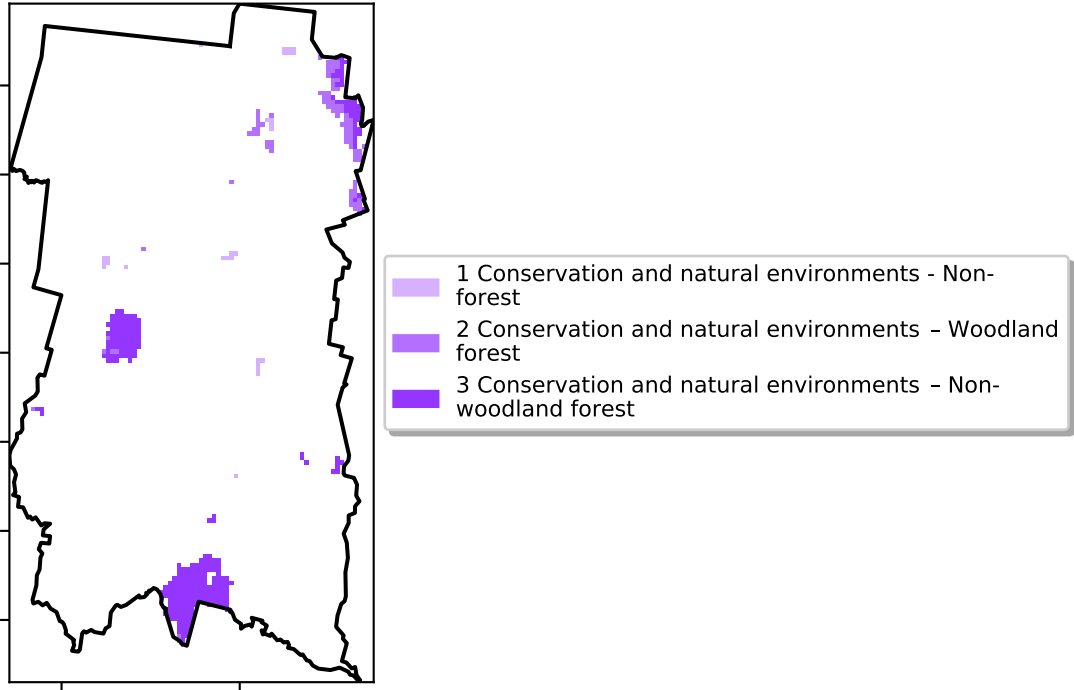 1 Conservation and natural environments - Non-
forest
2 Conservation and natural environments – Woodland
forest
3 Conservation and natural environments – Non-
woodland forest